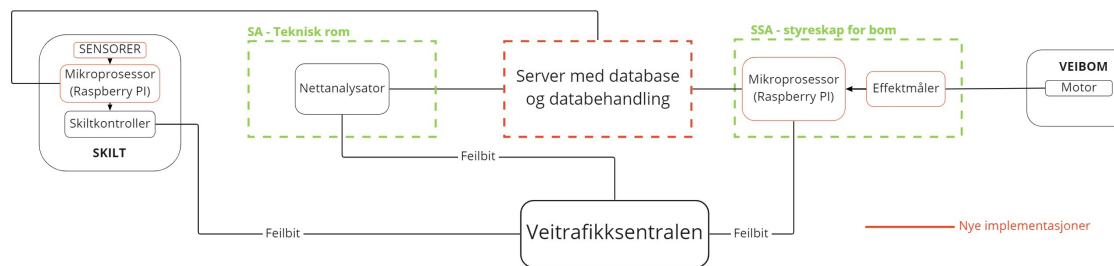 SENSORER
Mikroprosessor
(Raspberry PI)
Skiltkontroller
SKILT
SA - Teknisk rom
Nettanalysator
Server med database
og databehandling
SSA - styreskap for bom
Mikroprosessor
(Raspberry PI)
Effektmåler
VEIBOM
Motor
Feilbit
Feilbit
Veitrafikksentralen
Feilbit
Nye implementasjoner